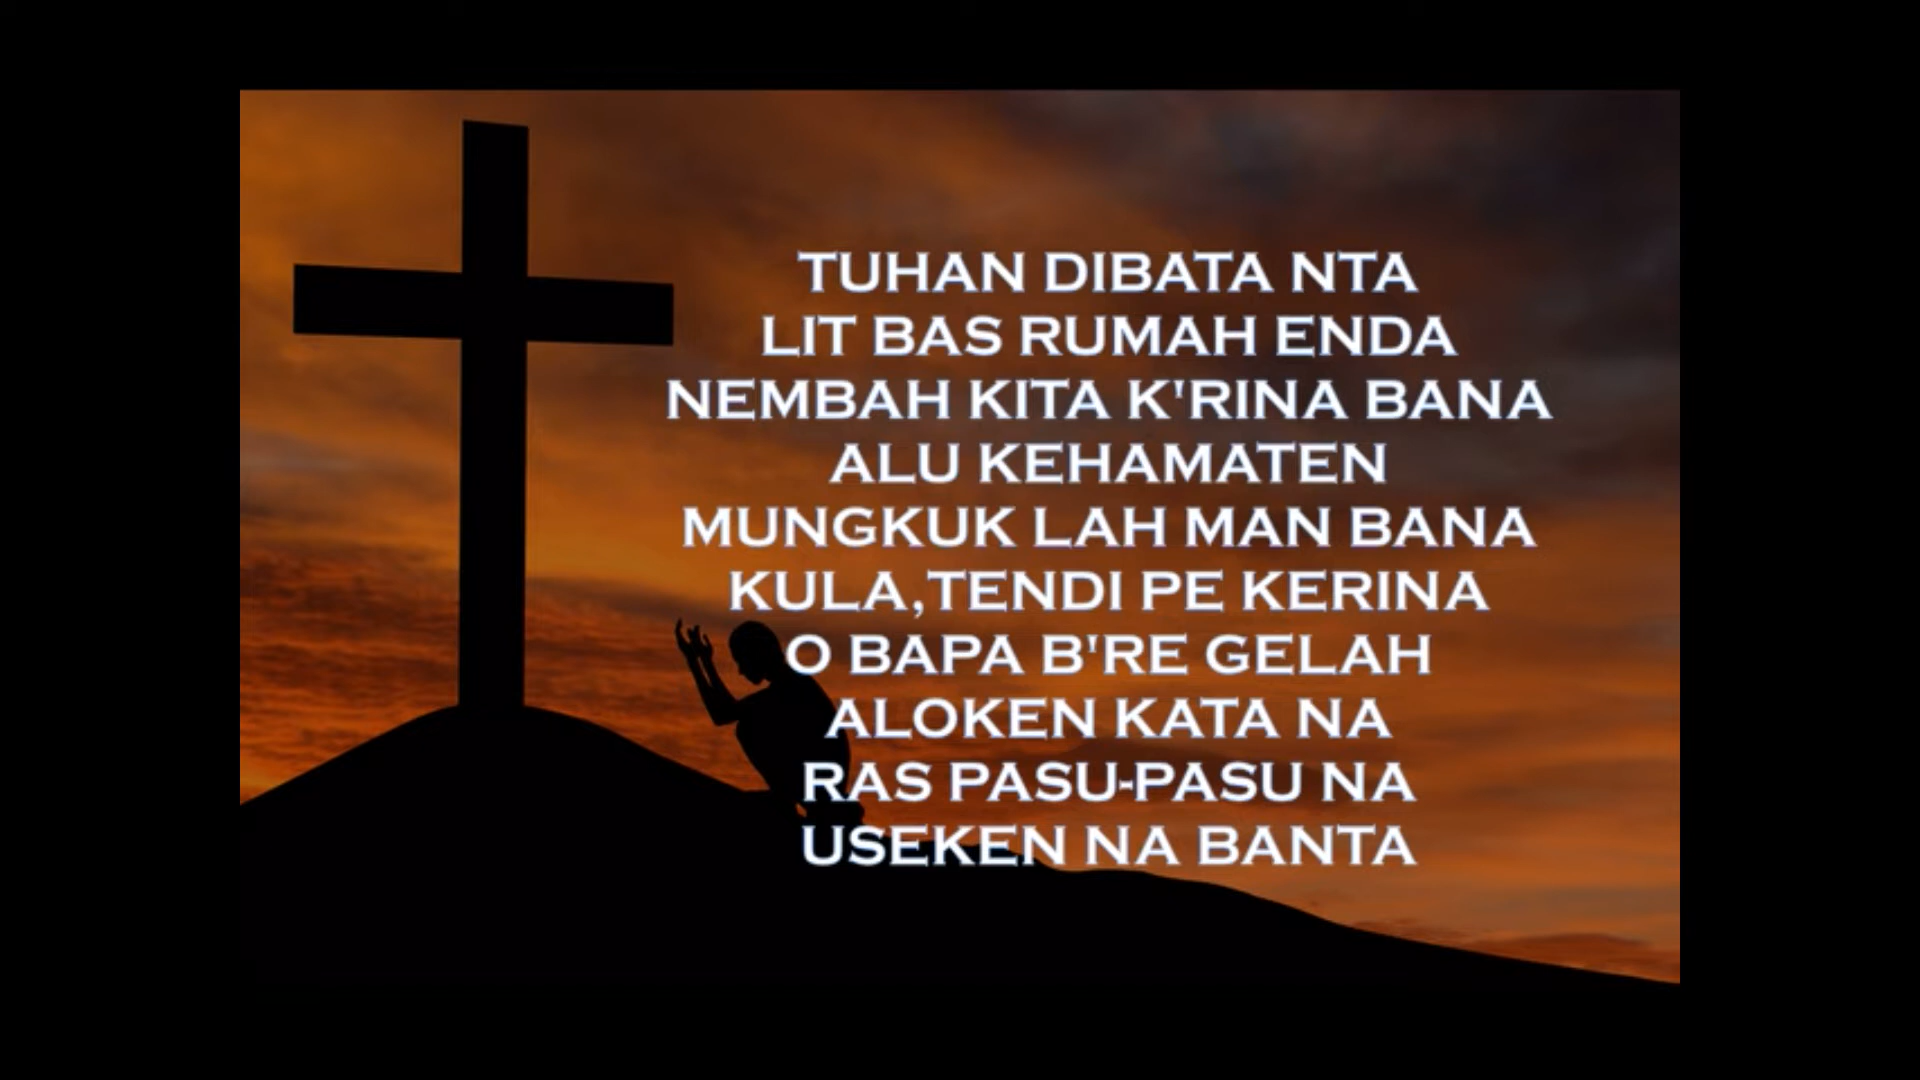 TUHAN DIBATA NTA
LIT BAS RUMAH ENDA
NEMBAH KITA K'RINA BANA
ALU KEHAMATEN
MUNGKUK LAH MAN BANA
KULA,TENDI PE KERINA
O BAPA B'RE GELAH
ALOKEN KATA NA
RAS PASU-PASU NA
USEKEN NA BANTA